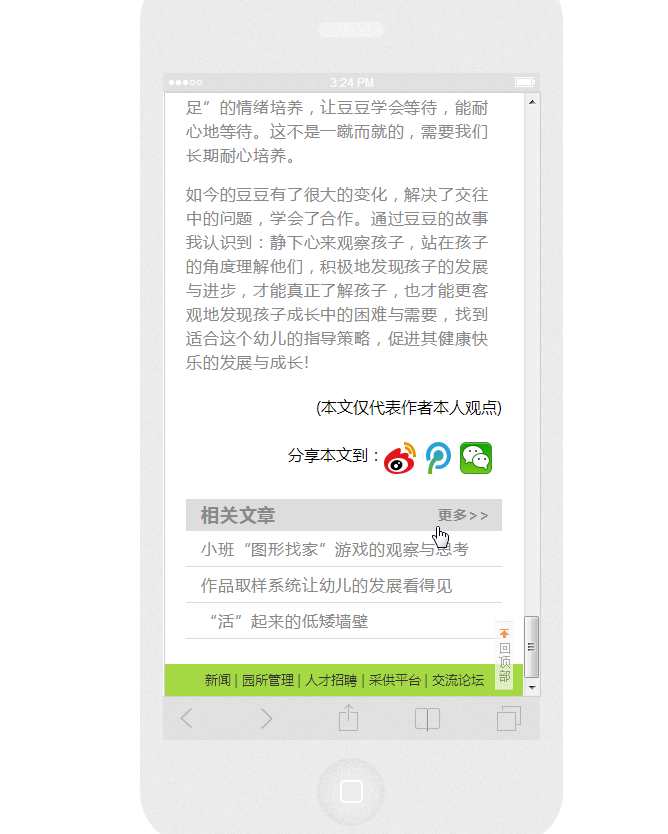 3:24 PM
足”的情绪培养，让豆豆学会等待，能耐
心地等待。这不是一蹴而就的，需要我们
长期耐心培养。
如今的豆豆有了很大的变化，解决了交往
中的问题，学会了合作。通过豆豆的故事
我认识到：静下心来观察孩子，站在孩子
的角度理解他们，积极地发现孩子的发展
与进步，才能真正了解孩子，也才能更客
观地发现孩子成长中的困难与需要，找到
适合这个幼儿的指导策略，促进其健康快
乐的发展与成长!
(本文仅代表作者本人观点)
分享本文到：
相关文章 更多>>
小班“图形找家”游戏的观察与思考
作品取样系统让幼儿的发展看得见
“活”起来的低矮墙壁
回顶部
新闻 | 园所管理 | 人才招聘 | 采供平台 | 交流论坛